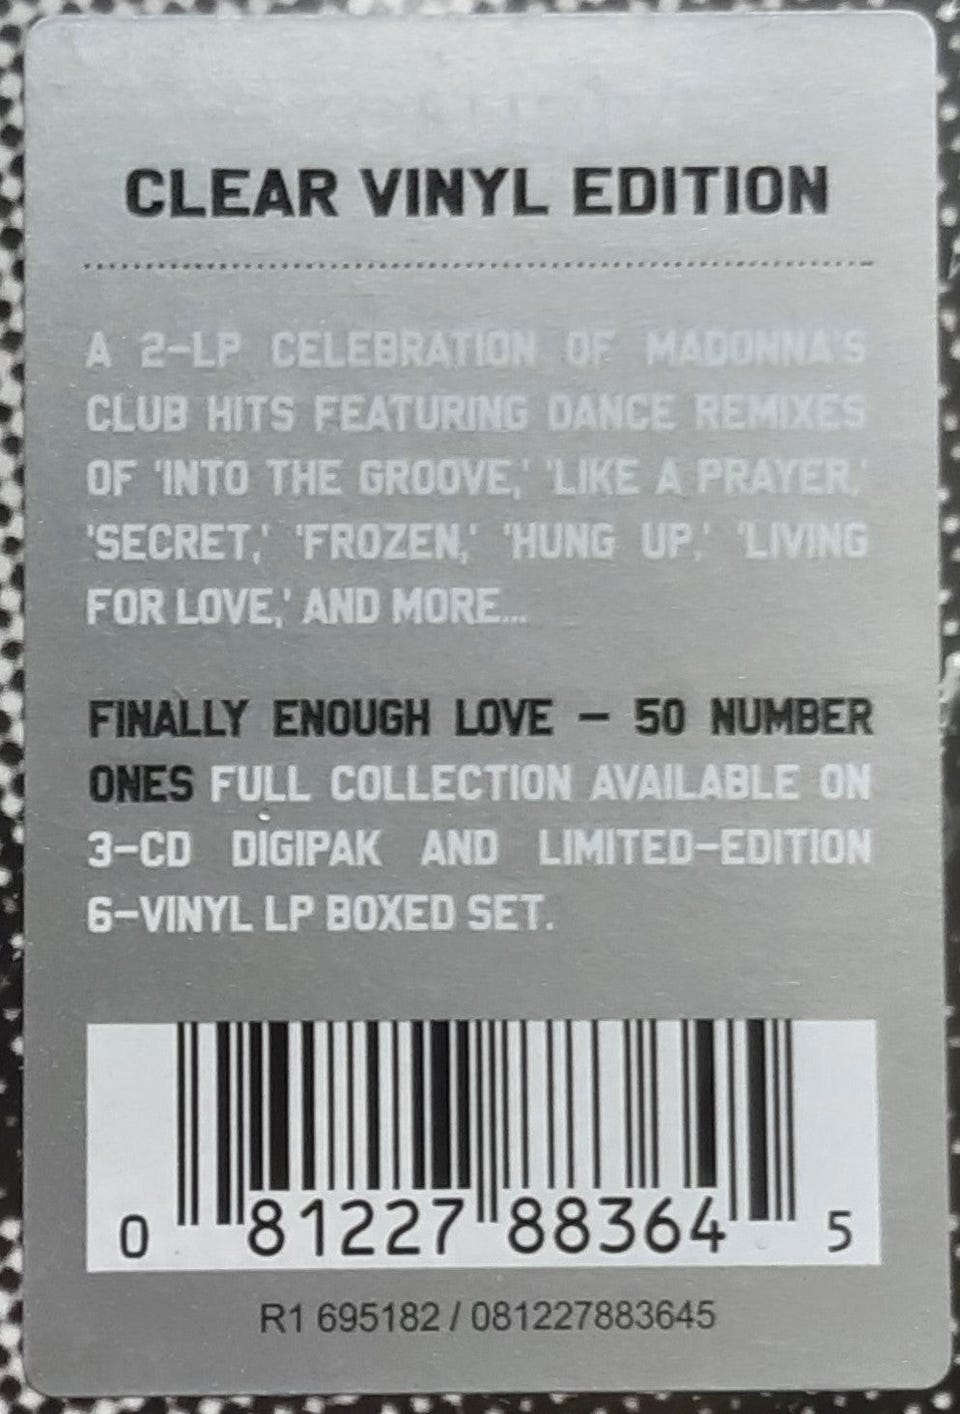 CLEAR VINYL EDITION
A 2-LP CELEBRATION OF MADONNA'S
CLUB HITS FEATURING DANCE REMIXES
OF 'INTO THE GROOVE,' 'LIKE A PRAYER,'
'SECRET,' 'FROZEN,' 'HUNG UP,' 'LIVING
FOR LOVE,' AND MORE...
FINALLY ENOUGH LOVE – 50 NUMBER
ONES FULL COLLECTION AVAILABLE ON
3-CD DIGIPAK AND LIMITED-EDITION
6-VINYL LP BOXED SET.
0 81227 88364 5
R1 695182 / 081227883645